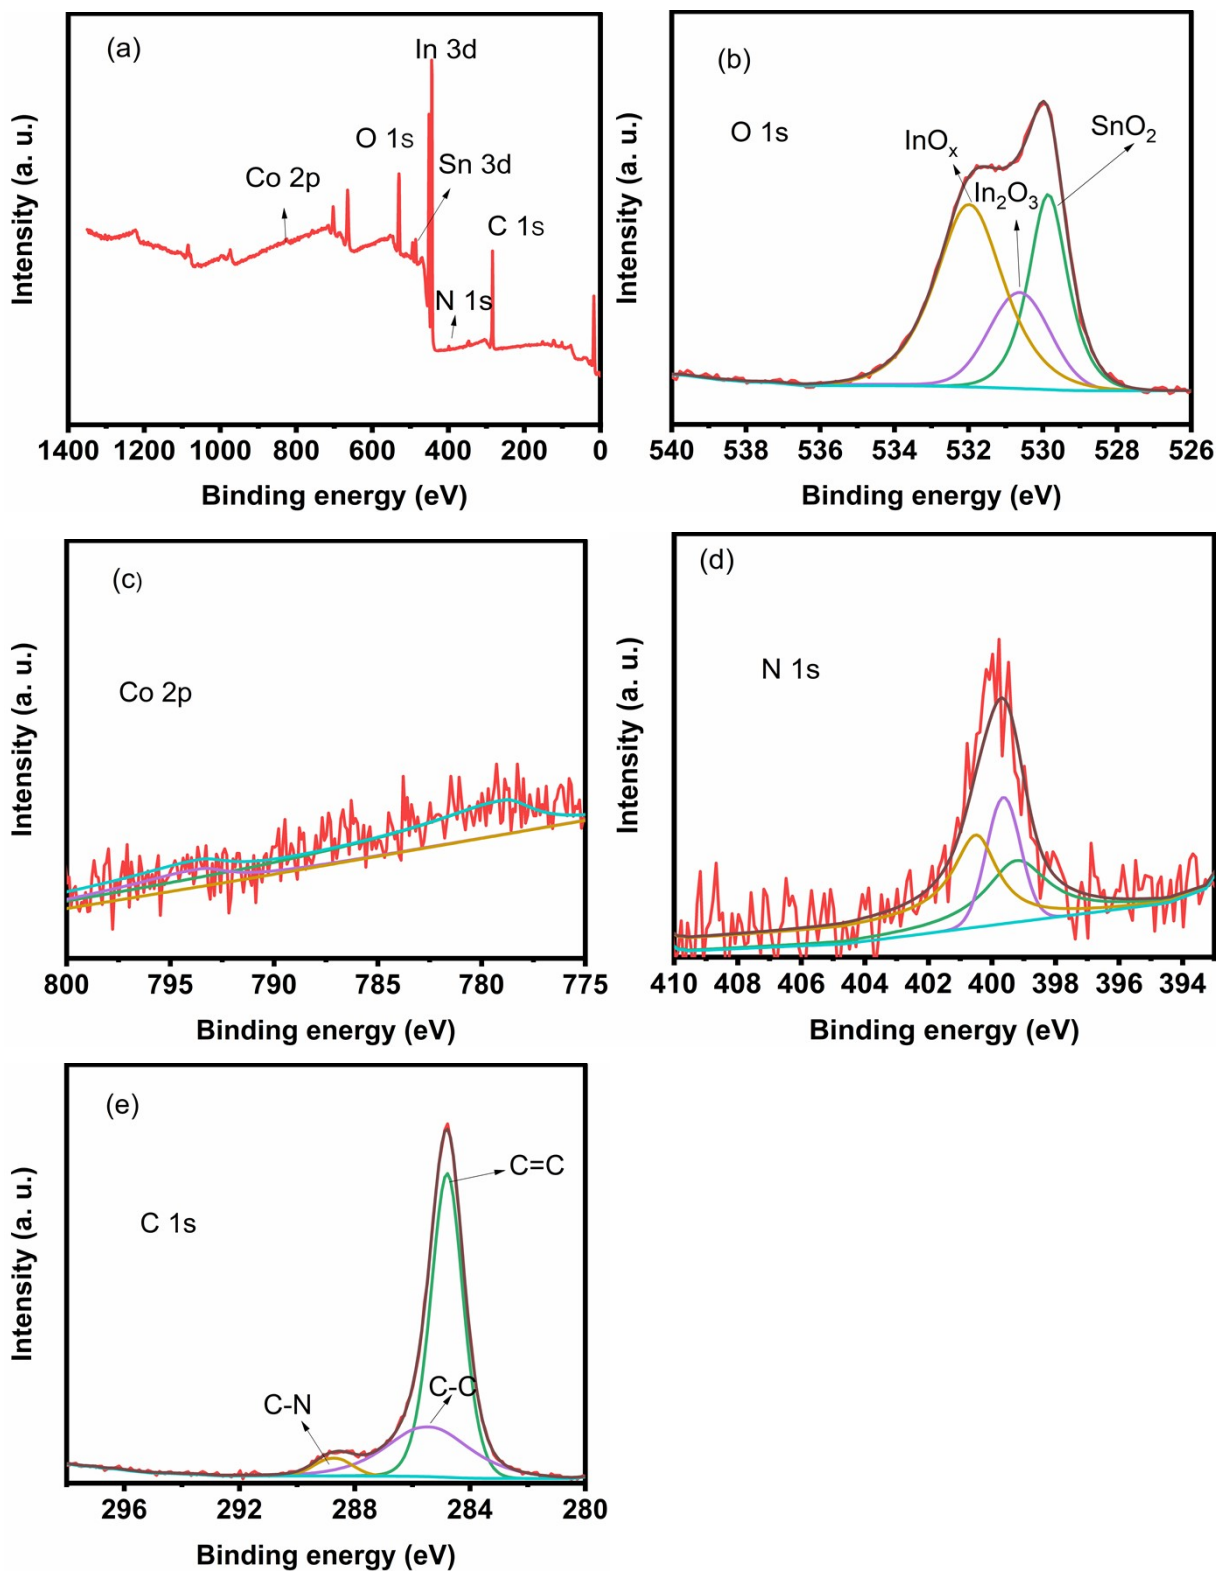 (a)
In 3d
O 1s
Sn 3d
Co 2p
C 1s
N 1s
Intensity (a. u.)
1400 1200 1000 800 600 400 200 0
Binding energy (eV)
(b)
O 1s
InOₓ
SnO₂
In₂O₃
Intensity (a. u.)
540 538 536 534 532 530 528 526
Binding energy (eV)
(c)
Co 2p
Intensity (a. u.)
800 795 790 785 780 775
Binding energy (eV)
(d)
N 1s
Intensity (a. u.)
410 408 406 404 402 400 398 396 394
Binding energy (eV)
(e)
C=C
C 1s
C-C
C-N
Intensity (a. u.)
296 292 288 284 280
Binding energy (eV)